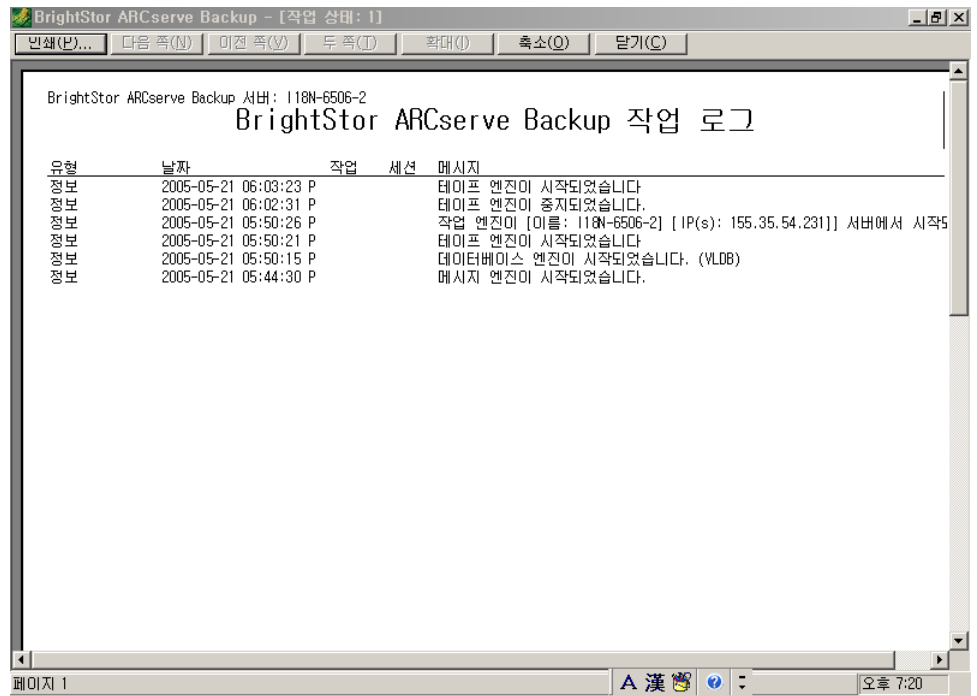 BrightStor ARCserve Backup - [작업 상태: 1]
인쇄(P)... 다음 쪽(N) 이전 쪽(V) 두 쪽(T) 확대(I) 축소(O) 닫기(C)
BrightStor ARCserve Backup 서버: I18N-6506-2
BrightStor ARCserve Backup 작업 로그
유형 날짜 작업 세션 메시지
정보 2005-05-21 06:03:23 P 테이프 엔진이 시작되었습니다
정보 2005-05-21 06:02:31 P 테이프 엔진이 중지되었습니다.
정보 2005-05-21 05:50:26 P 작업 엔진이 [이름: I18N-6506-2] [IP(s): 155.35.54.231]] 서버에서
정보 2005-05-21 05:50:21 P 테이프 엔진이 시작되었습니다
정보 2005-05-21 05:50:15 P 데이터베이스 엔진이 시작되었습니다. (VLDB)
정보 2005-05-21 05:44:30 P 메시지 엔진이 시작되었습니다.
페이지 1 A 漢 오후 7:20